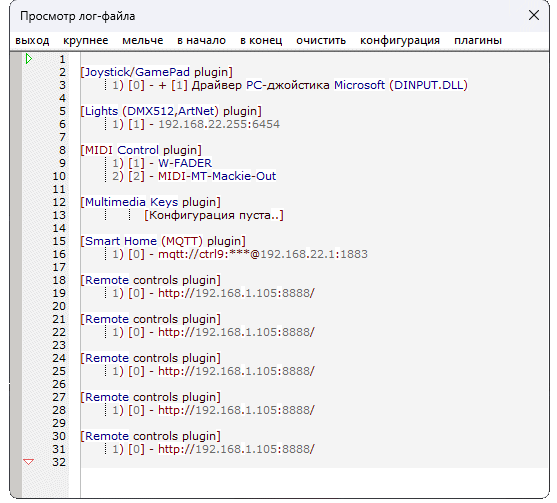 Просмотр лог-файла
выход крупнее мельче в начало в конец очистить конфигурация плагины
1
2 [Joystick/GamePad plugin]
3 1) [0] - + [1] Драйвер PC-джойстика Microsoft (DINPUT.DLL)
4
5 [Lights (DMX512,ArtNet) plugin]
6 1) [1] - 192.168.22.255:6454
7
8 [MIDI Control plugin]
9 1) [1] - W-FADER
10 2) [2] - MIDI-MT-Mackie-Out
11
12 [Multimedia Keys plugin]
13 [Конфигурация пуста..]
14
15 [Smart Home (MQTT) plugin]
16 1) [0] - mqtt://ctrl9:***@192.168.22.1:1883
17
18 [Remote controls plugin]
19 1) [0] - http://192.168.1.105:8888/
20
21 [Remote controls plugin]
22 1) [0] - http://192.168.1.105:8888/
23
24 [Remote controls plugin]
25 1) [0] - http://192.168.1.105:8888/
26
27 [Remote controls plugin]
28 1) [0] - http://192.168.1.105:8888/
29
30 [Remote controls plugin]
31 1) [0] - http://192.168.1.105:8888/
32